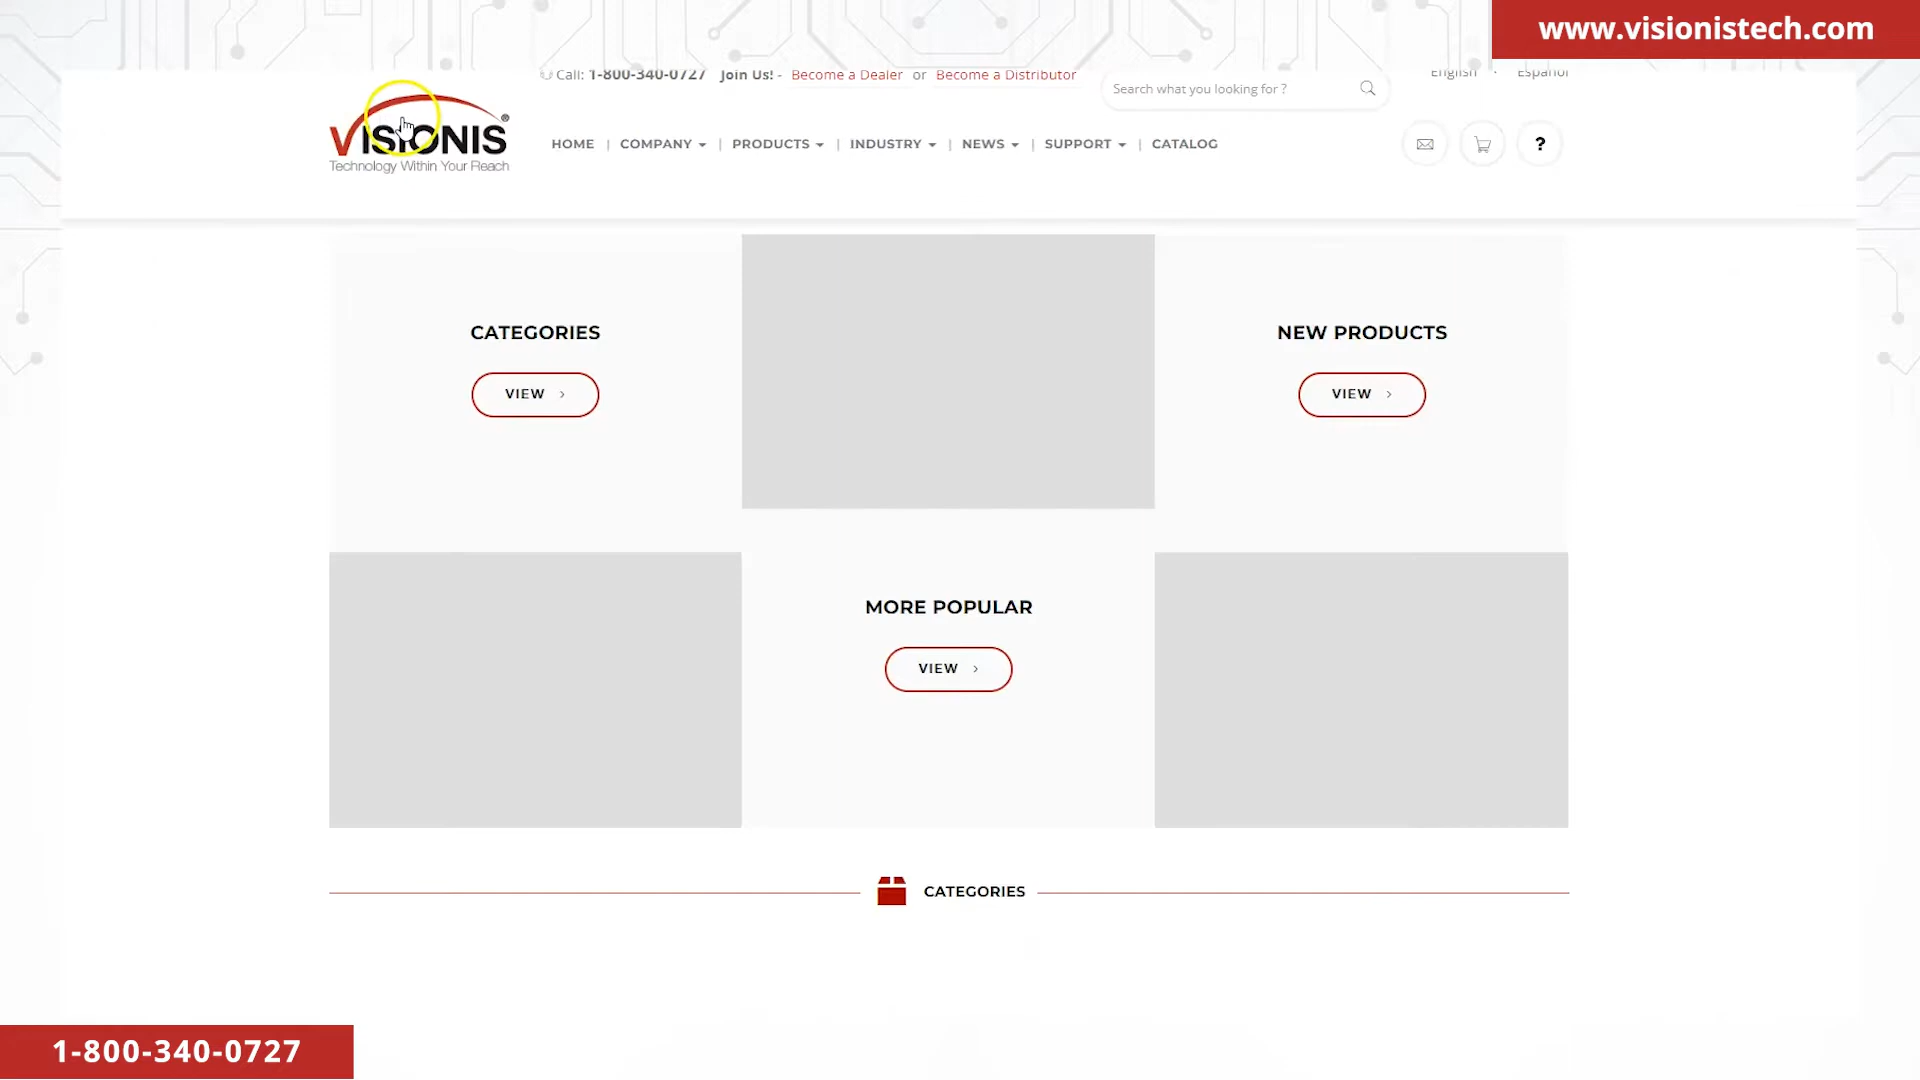 www.visionistech.com
Call: 1-800-340-0727 Join Us! - Become a Dealer or Become a Distributor
Search what you looking for ?
English Español
VISIONIS®
Technology Within Your Reach
HOME | COMPANY | PRODUCTS | INDUSTRY | NEWS | SUPPORT | CATALOG
?
CATEGORIES
VIEW >
NEW PRODUCTS
VIEW >
MORE POPULAR
VIEW >
CATEGORIES
1-800-340-0727